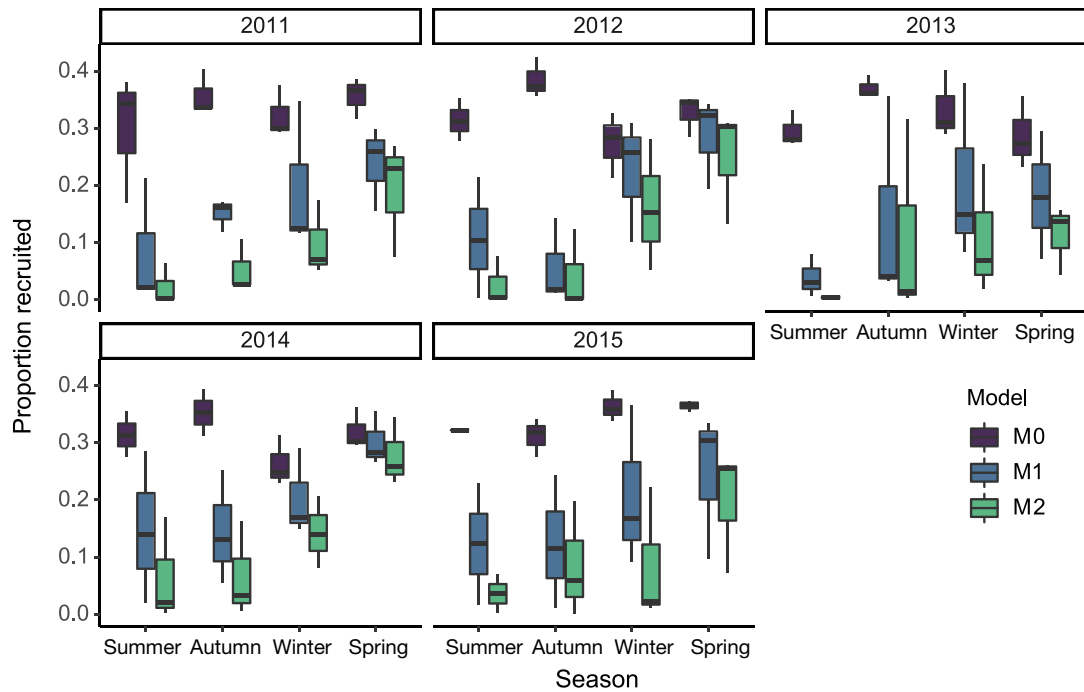 2011
2012
2013
Proportion recruited
0.4
0.3
0.2
0.1
0.0
Summer Autumn Winter Spring
2014
2015
0.4
0.3
0.2
0.1
0.0
Summer Autumn Winter Spring
Summer Autumn Winter Spring
Season
Model
M0
M1
M2